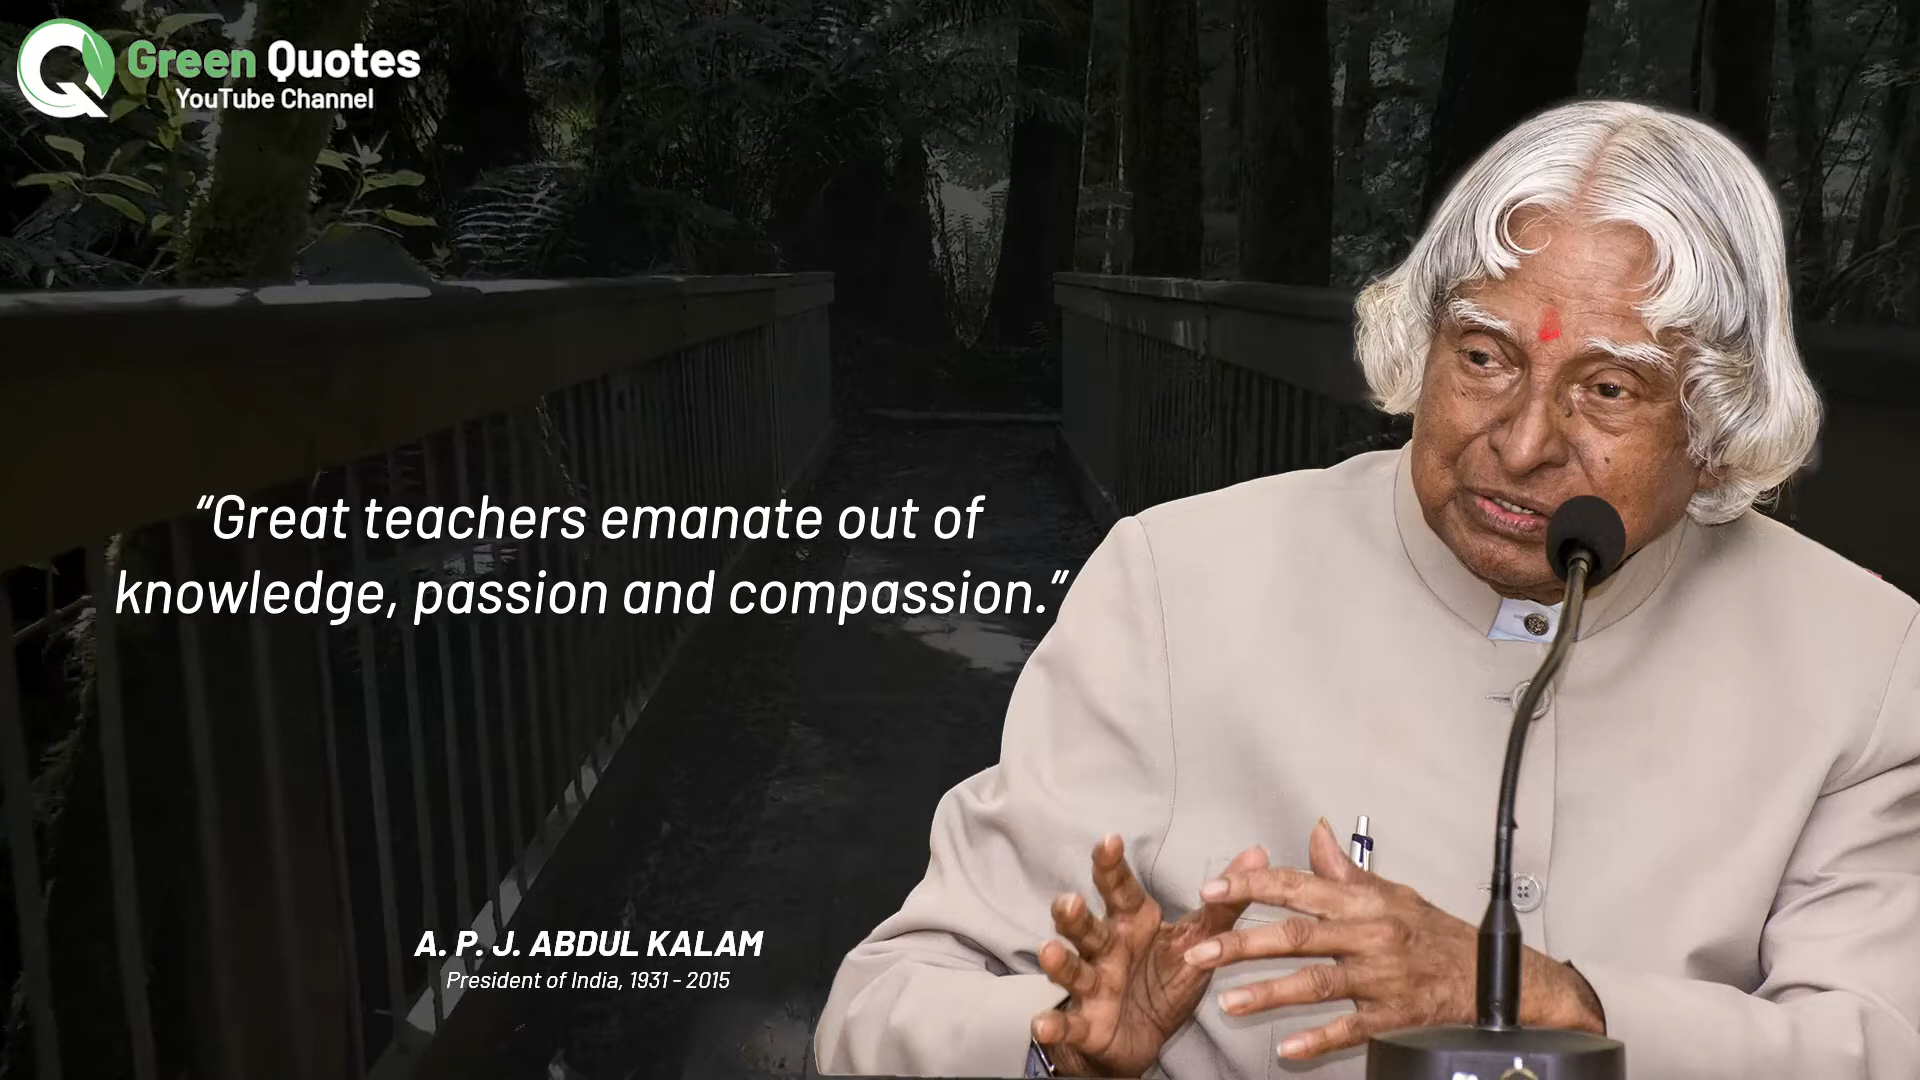 Green Quotes
YouTube Channel
“Great teachers emanate out of
knowledge, passion and compassion.”
A. P. J. ABDUL KALAM
President of India, 1931 - 2015